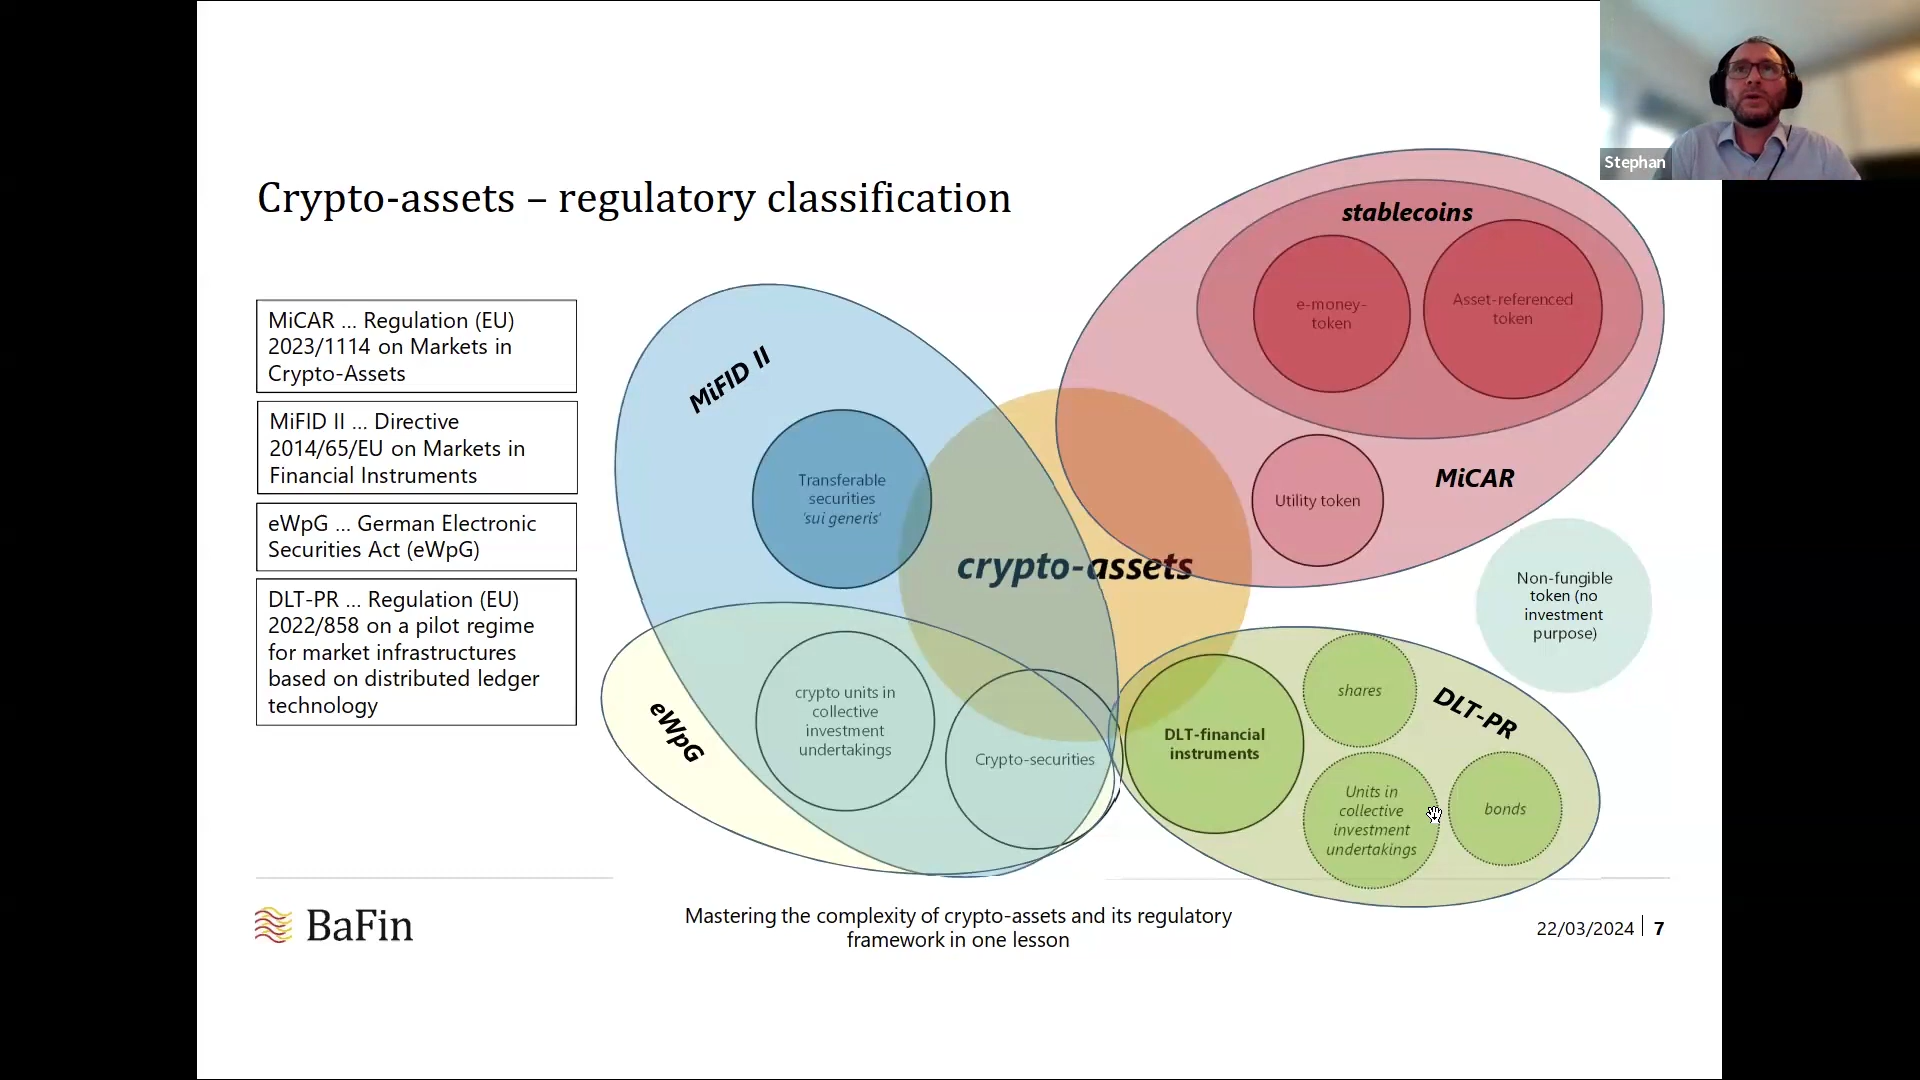 Stephan
Crypto-assets – regulatory classification
MiCAR ... Regulation (EU)
2023/1114 on Markets in
Crypto-Assets
MiFID II ... Directive
2014/65/EU on Markets in
Financial Instruments
eWpG ... German Electronic
Securities Act (eWpG)
DLT-PR ... Regulation (EU)
2022/858 on a pilot regime
for market infrastructures
based on distributed ledger
technology
MiFID II
Transferable
securities
'sui generis'
crypto-assets
stablecoins
e-money-
token
Asset-referenced
token
Utility token
MiCAR
Non-fungible
token (no
investment
purpose)
eWpG
crypto units in
collective
investment
undertakings
Crypto-securities
DLT-financial
instruments
shares
DLT-PR
Units in
collective
investment
undertakings
bonds
BaFin
Mastering the complexity of crypto-assets and its regulatory
framework in one lesson
22/03/2024 | 7